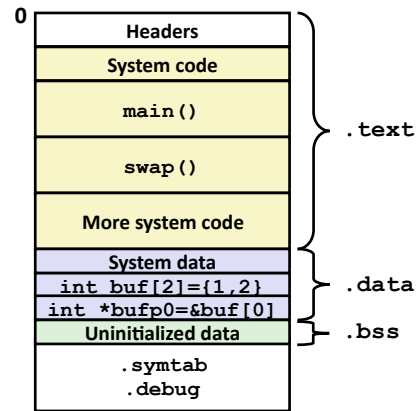 0
Headers
System code
main()
swap()
More system code
.text
System data
int buf[2]={1,2}
int *bufp0=&buf[0]
.data
Uninitialized data
.bss
.symtab
.debug